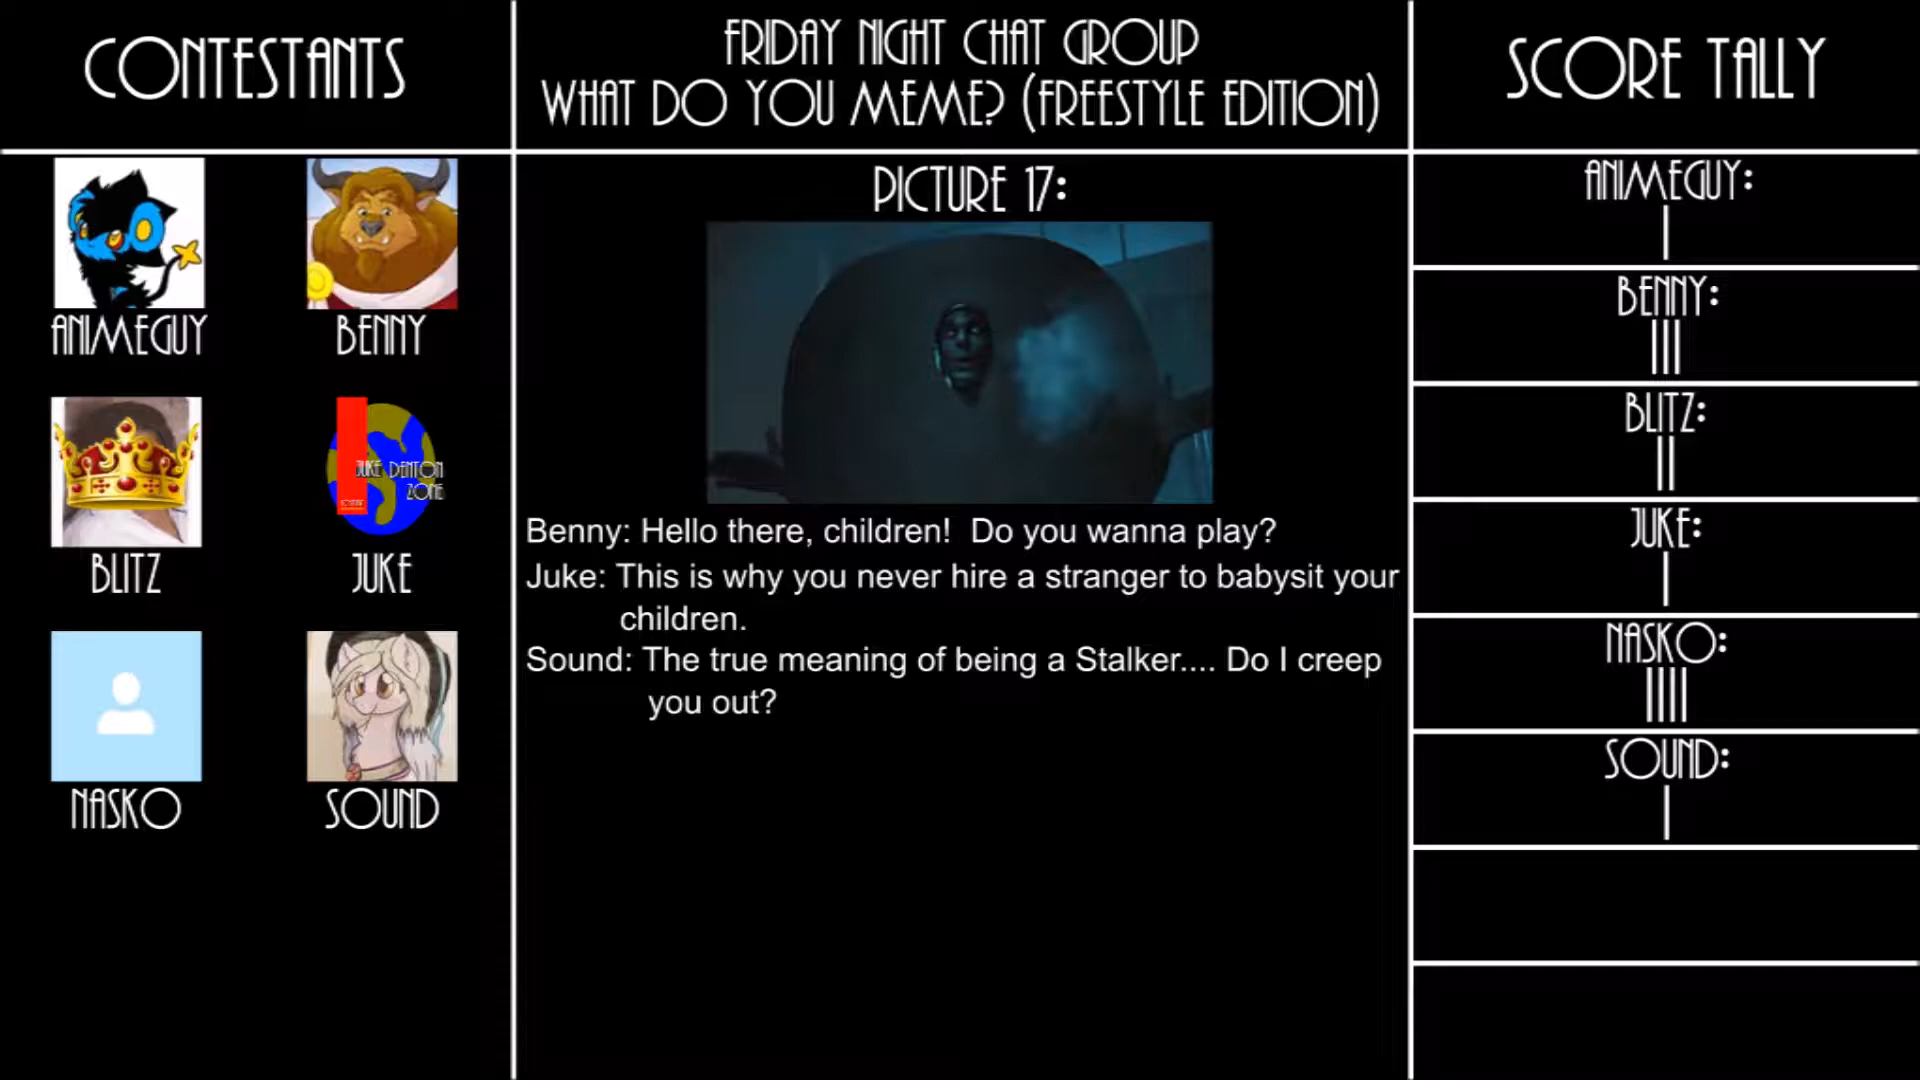 CONTESTANTS
FRIDAY NIGHT CHAT GROUP
WHAT DO YOU MEME? (FREESTYLE EDITION)
SCORE TALLY
ANIMEGUY
BENNY
BLITZ
JUKE DENTON
ZONE
JUKE
NASKO
SOUND
PICTURE 17:
Benny: Hello there, children!  Do you wanna play?
Juke: This is why you never hire a stranger to babysit your
children.
Sound: The true meaning of being a Stalker.... Do I creep
you out?
ANIMEGUY:
|
BENNY:
|||
BLITZ:
||
JUKE:
|
NASKO:
||||
SOUND:
|